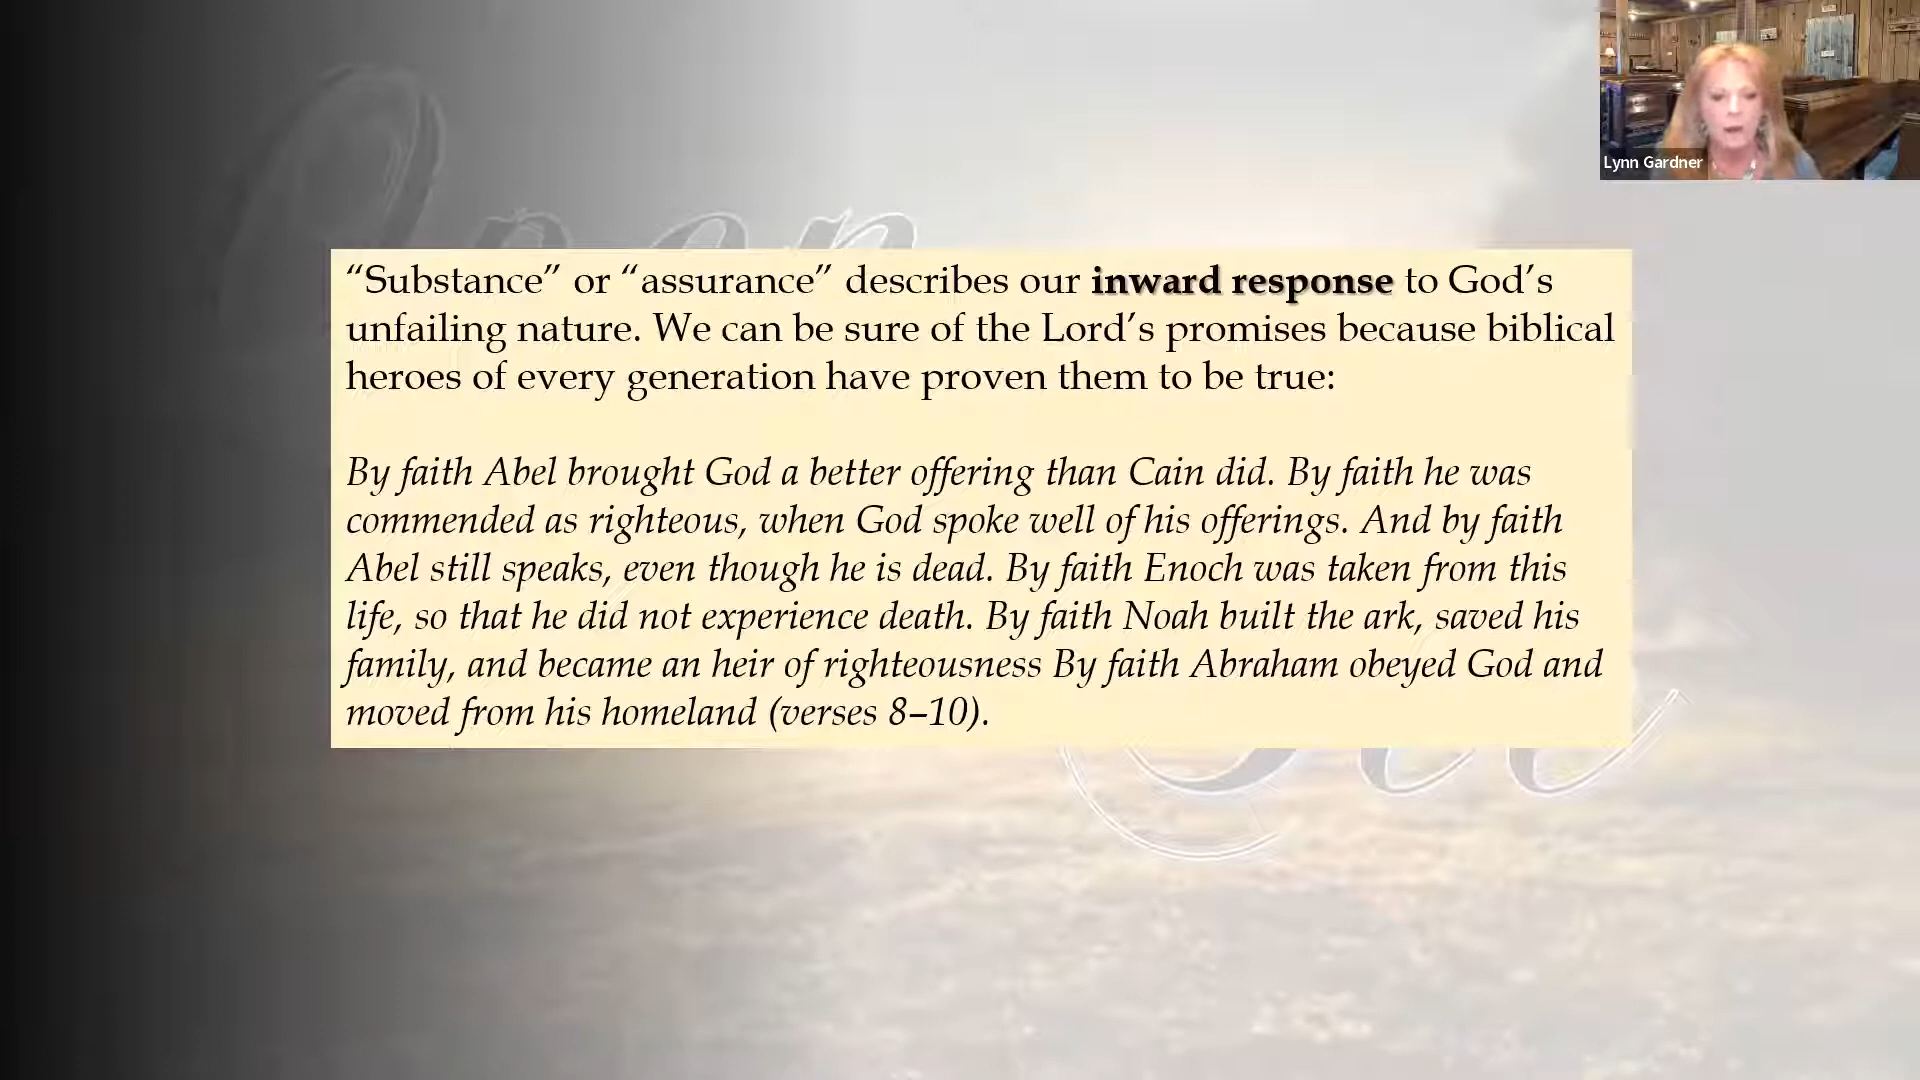 Lynn Gardner
“Substance” or “assurance” describes our inward response to God’s
unfailing nature. We can be sure of the Lord’s promises because biblical
heroes of every generation have proven them to be true:
By faith Abel brought God a better offering than Cain did. By faith he was
commended as righteous, when God spoke well of his offerings. And by faith
Abel still speaks, even though he is dead. By faith Enoch was taken from this
life, so that he did not experience death. By faith Noah built the ark, saved his
family, and became an heir of righteousness By faith Abraham obeyed God and
moved from his homeland (verses 8–10).